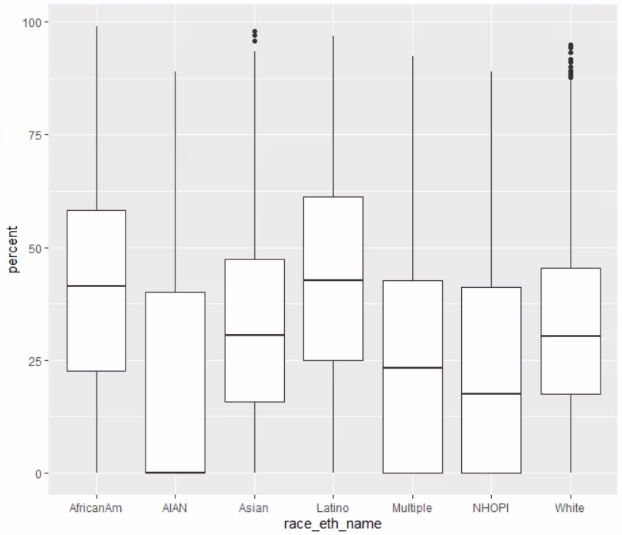 percent
100
75
50
25
0
AfricanAm AIAN Asian Latino Multiple NHOPI White
race_eth_name